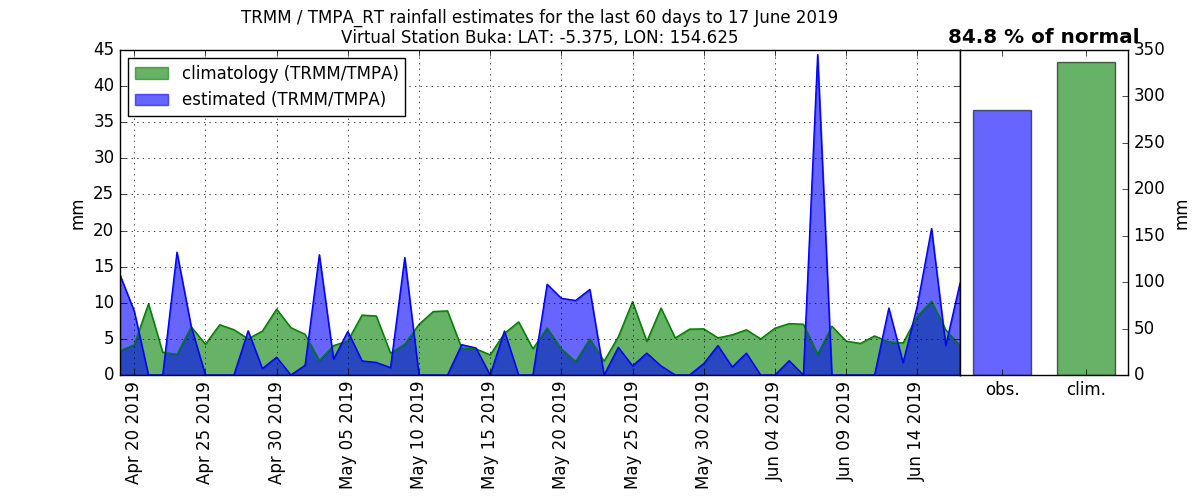 TRMM / TMPA_RT rainfall estimates for the last 60 days to 17 June 2019
Virtual Station Buka: LAT: -5.375, LON: 154.625
84.8 % of normal
climatology (TRMM/TMPA)
estimated (TRMM/TMPA)
45
40
35
30
25
20
15
10
5
0
mm
Apr 20 2019
Apr 25 2019
Apr 30 2019
May 05 2019
May 10 2019
May 15 2019
May 20 2019
May 25 2019
May 30 2019
Jun 04 2019
Jun 09 2019
Jun 14 2019
obs.
clim.
350
300
250
200
150
100
50
0
mm